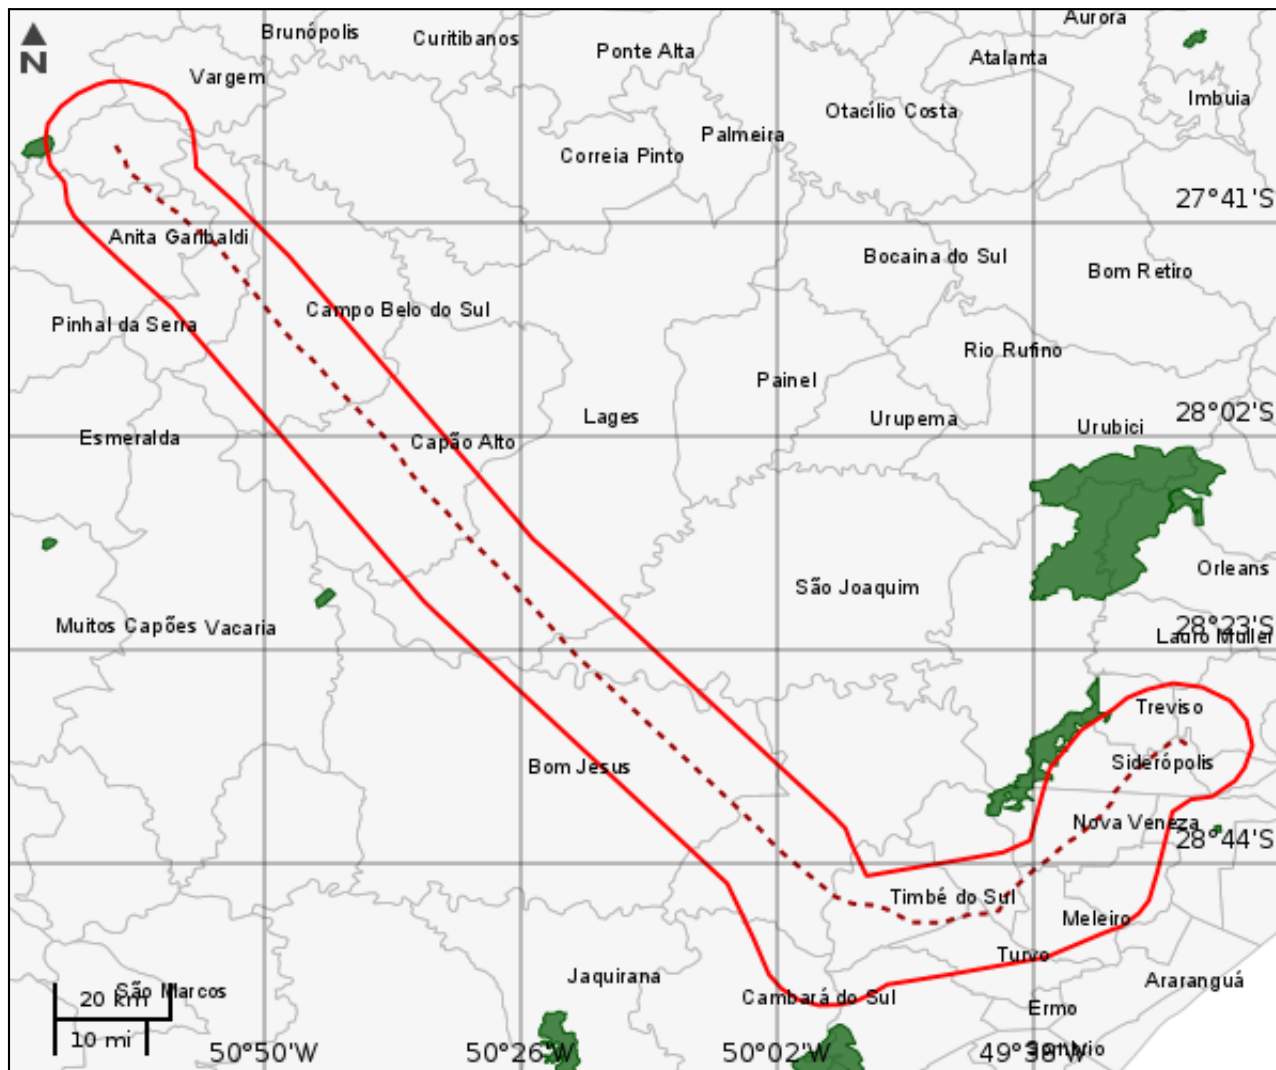 Aurora
Brunópolis
Curitibanos
Ponte Alta
Atalanta
N
Vargem
Imbuia
Otacílio Costa
Palmeira
Correia Pinto
27°41'S
Anita Garibaldi
Bocaina do Sul
Bom Retiro
Campo Belo do Sul
Pinhal da Serra
Rio Rufino
Painel
Lages
Urupema
28°02'S
Urubici
Esmeralda
Capão Alto
Orleans
São Joaquim
Muitos Capões
Vacaria
28°23'S
Lauro Muller
Treviso
Siderópolis
Bom Jesus
Nova Veneza
28°44'S
Timbé do Sul
Meleiro
Turvo
Jaquirana
Araranguá
São Marcos
20 km
Cambará do Sul
Ermo
10 mi
50°50'W
50°26'W
50°02'W
49°38'W